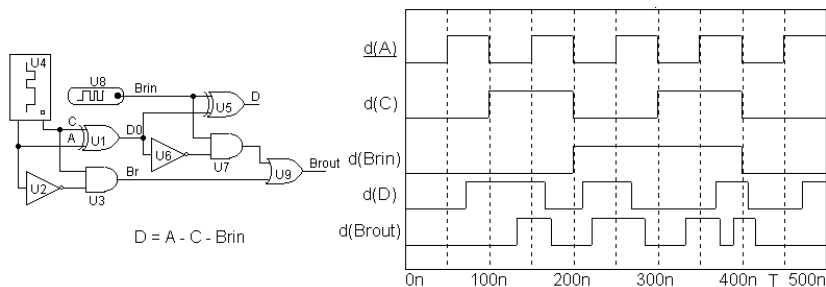 U4
U8
Brin
U5
D
C
A
U1
D0
U6
U7
U2
U3
Br
U9
Brout
D = A - C - Brin
d(A)
d(C)
d(Brin)
d(D)
d(Brout)
0n 100n 200n 300n 400n T 500n